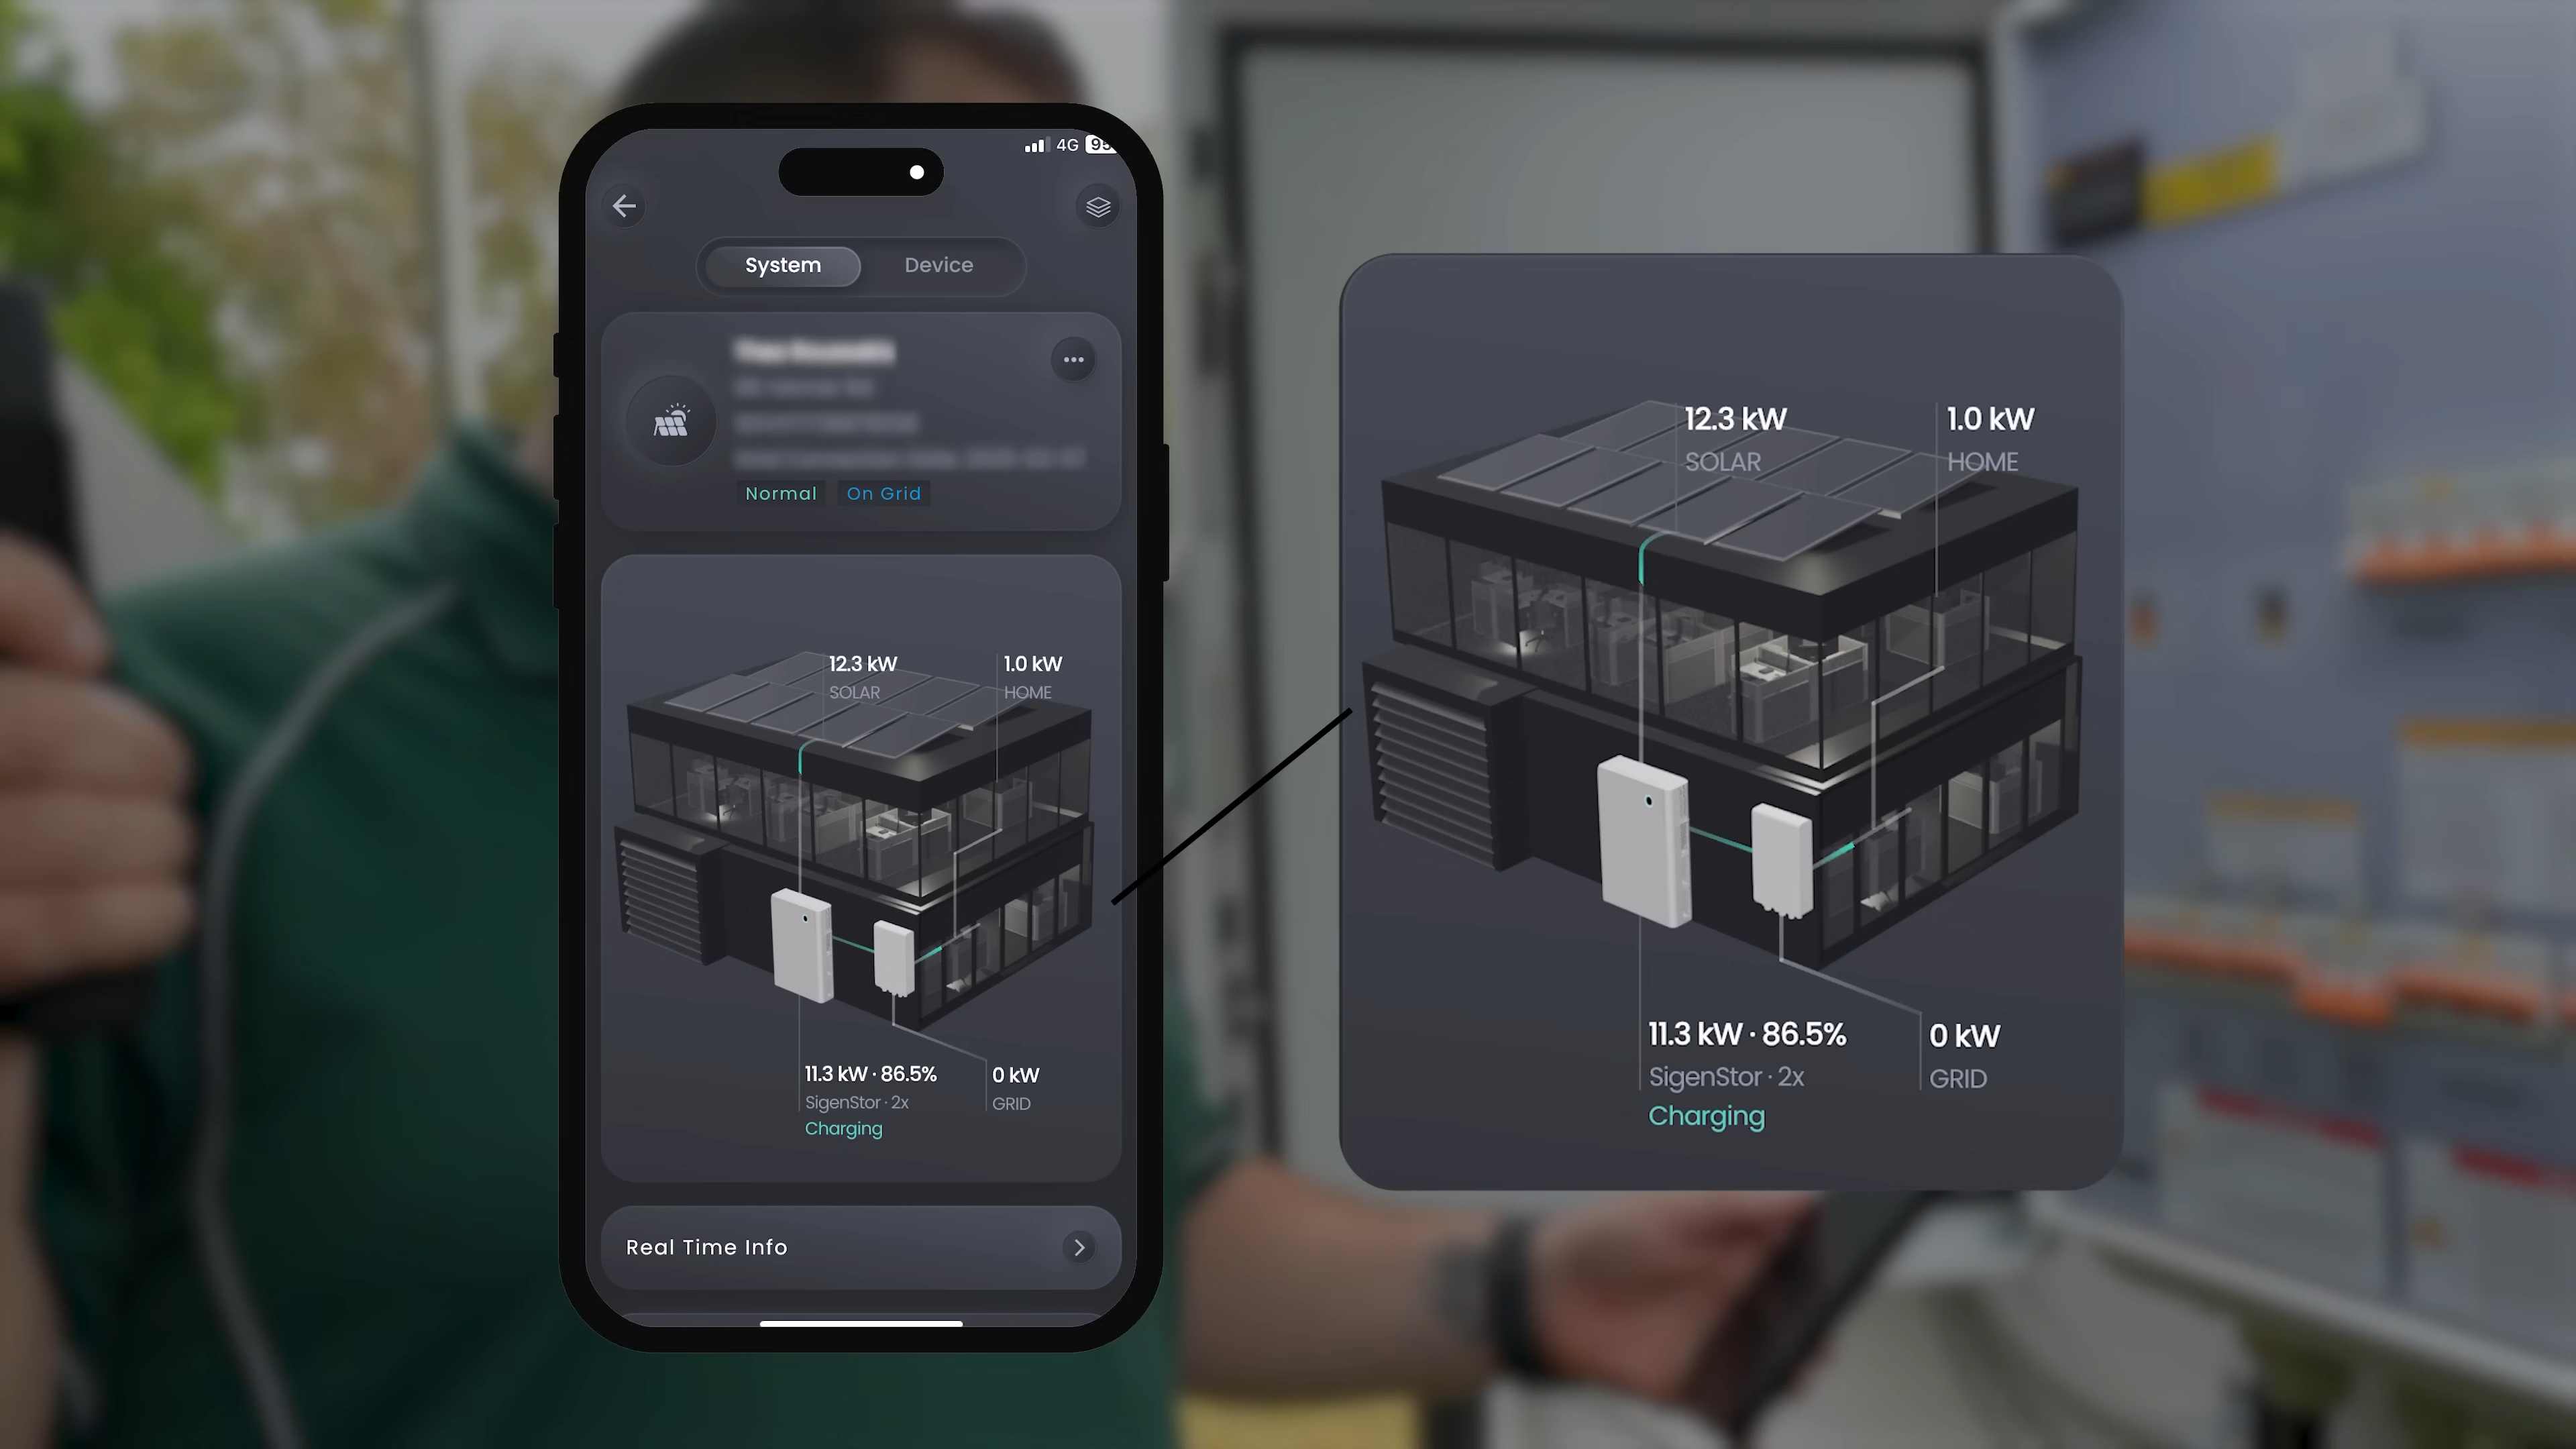 4G
System
Device
Normal
On Grid
12.3 kW
SOLAR
1.0 kW
HOME
11.3 kW · 86.5%
SigenStor · 2x
Charging
0 kW
GRID
Real Time Info
12.3 kW
SOLAR
1.0 kW
HOME
11.3 kW · 86.5%
SigenStor · 2x
Charging
0 kW
GRID